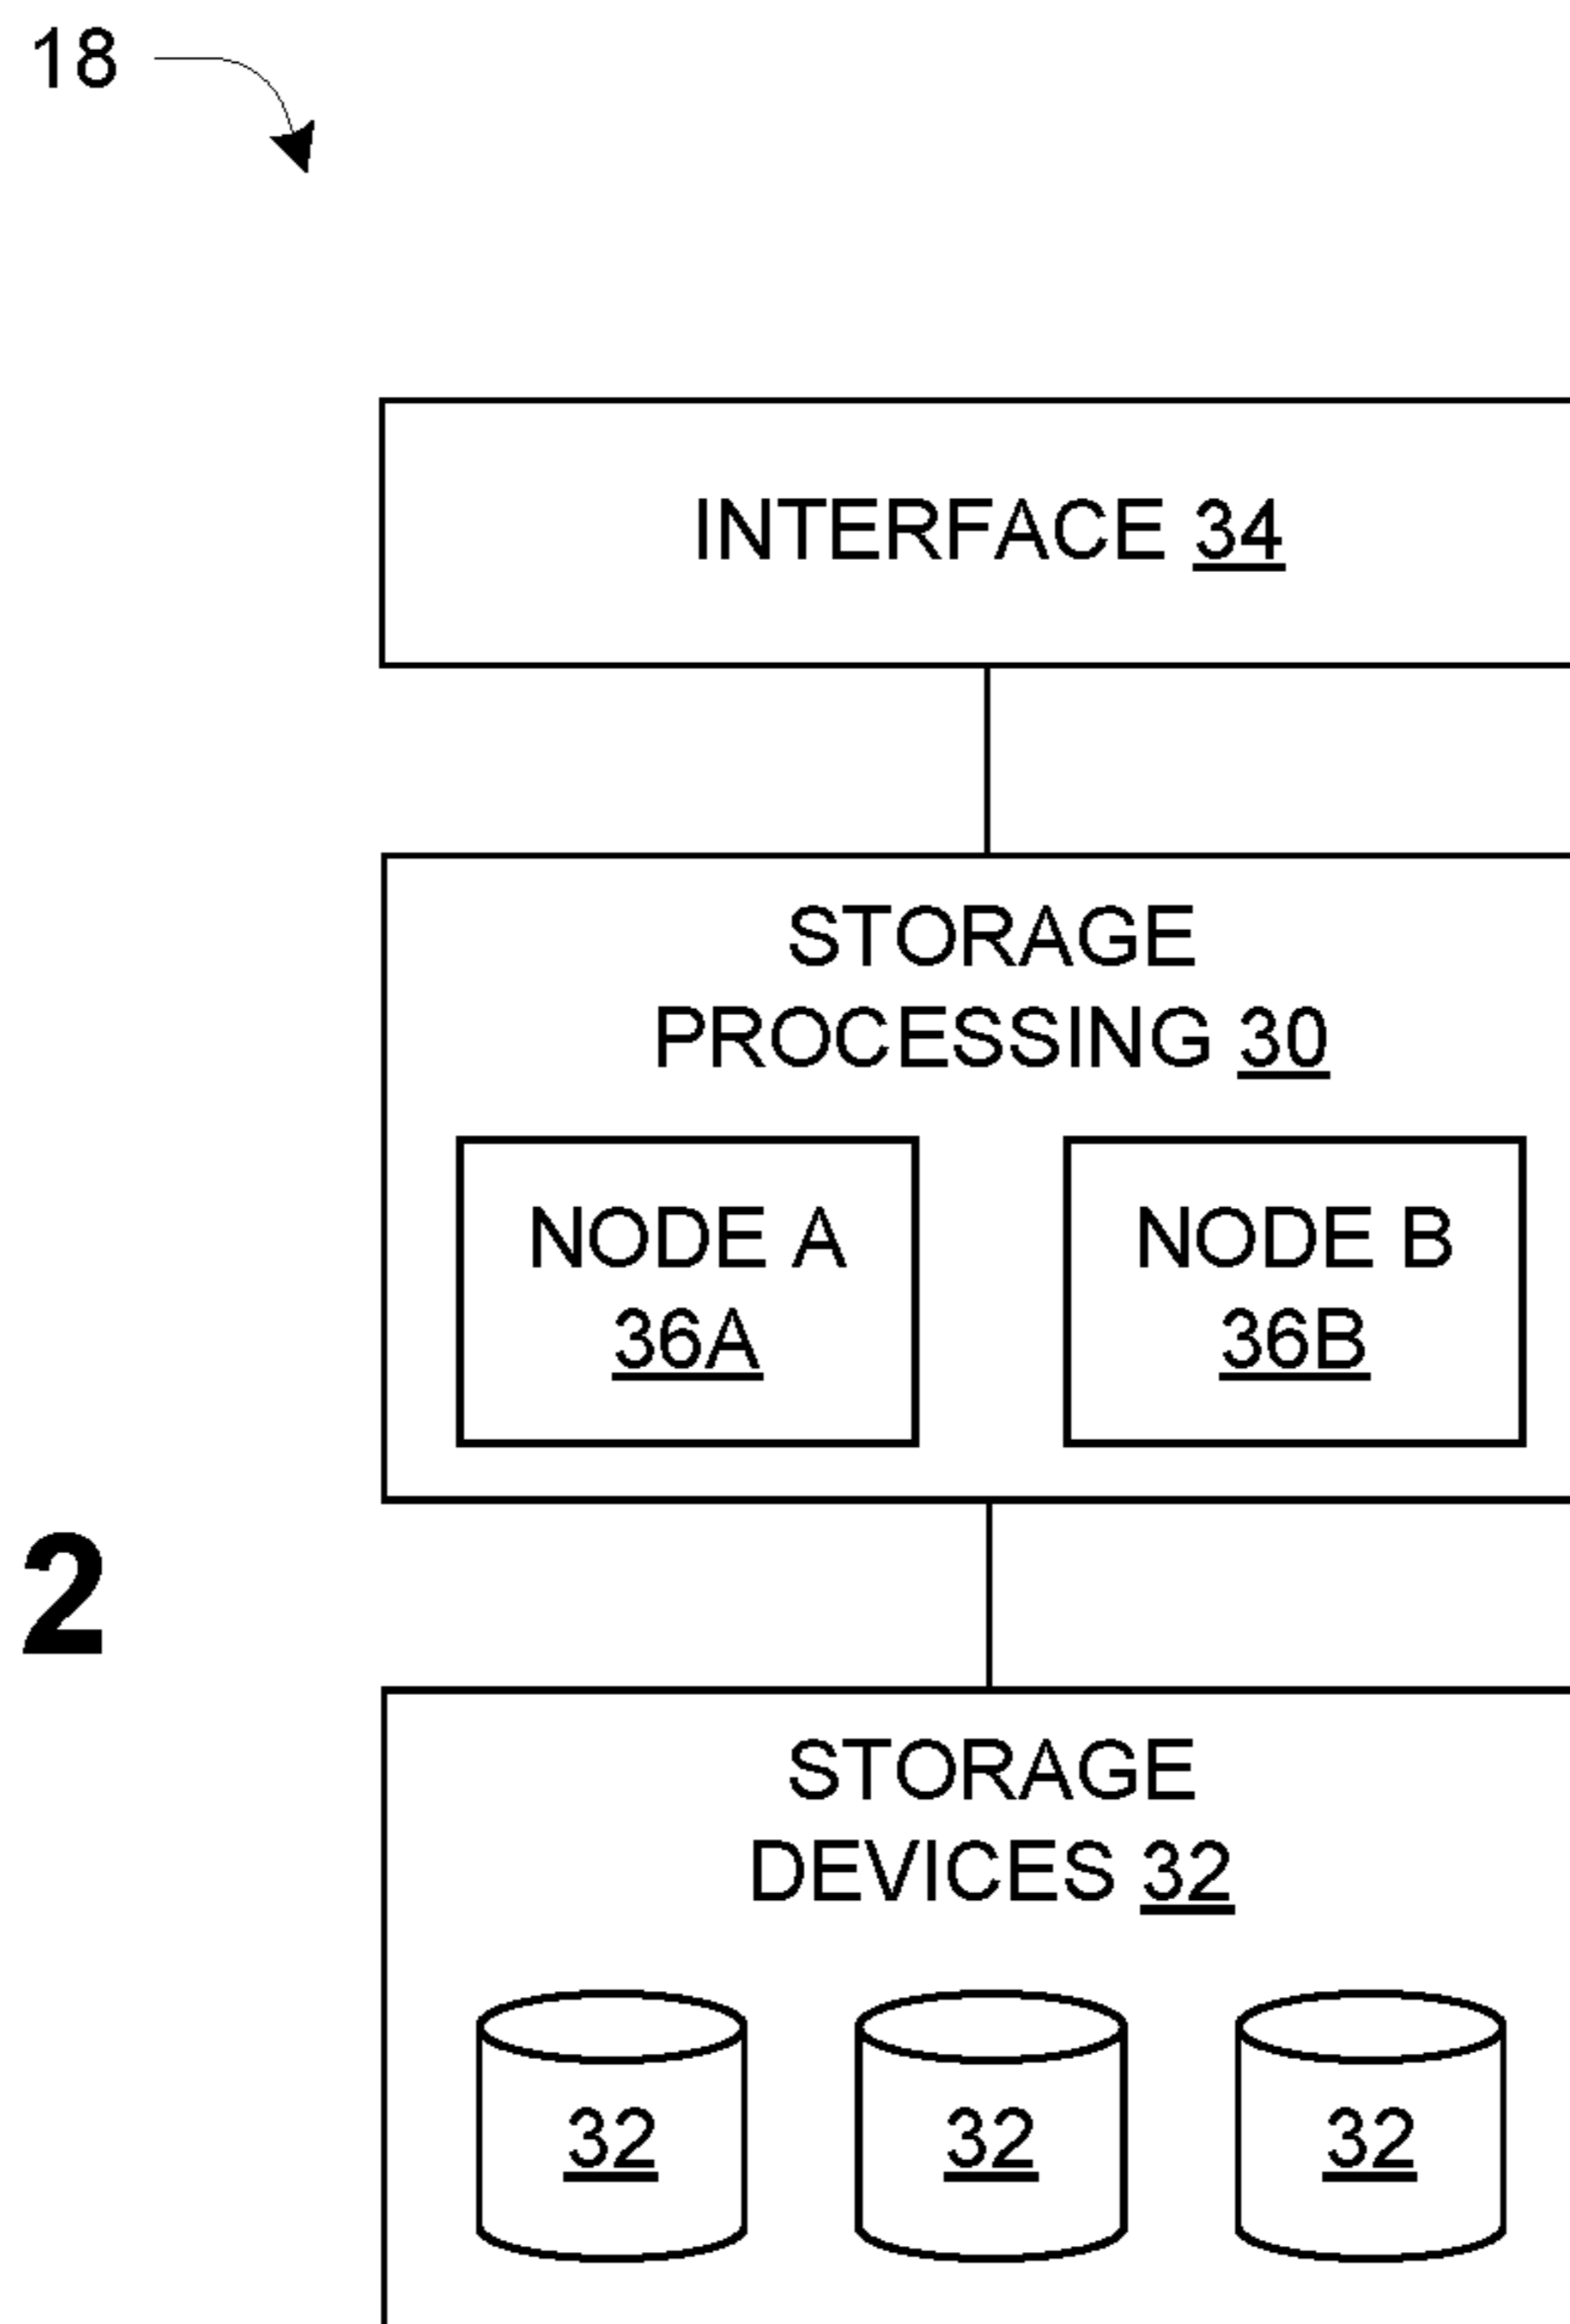 18
INTERFACE 34
STORAGE
PROCESSING 30
NODE A
36A
NODE B
36B
2
STORAGE
DEVICES 32
32
32
32